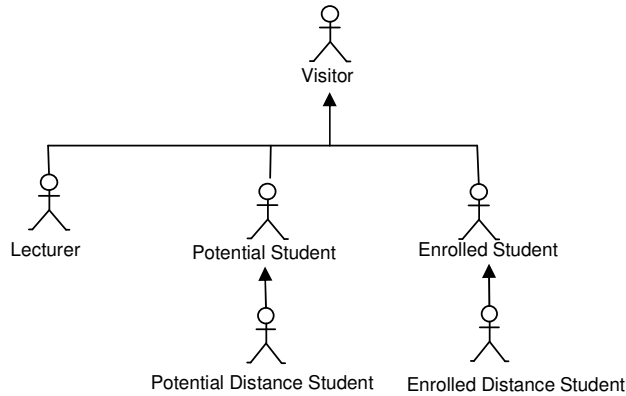 Visitor
Lecturer
Potential Student
Enrolled Student
Potential Distance Student
Enrolled Distance Student